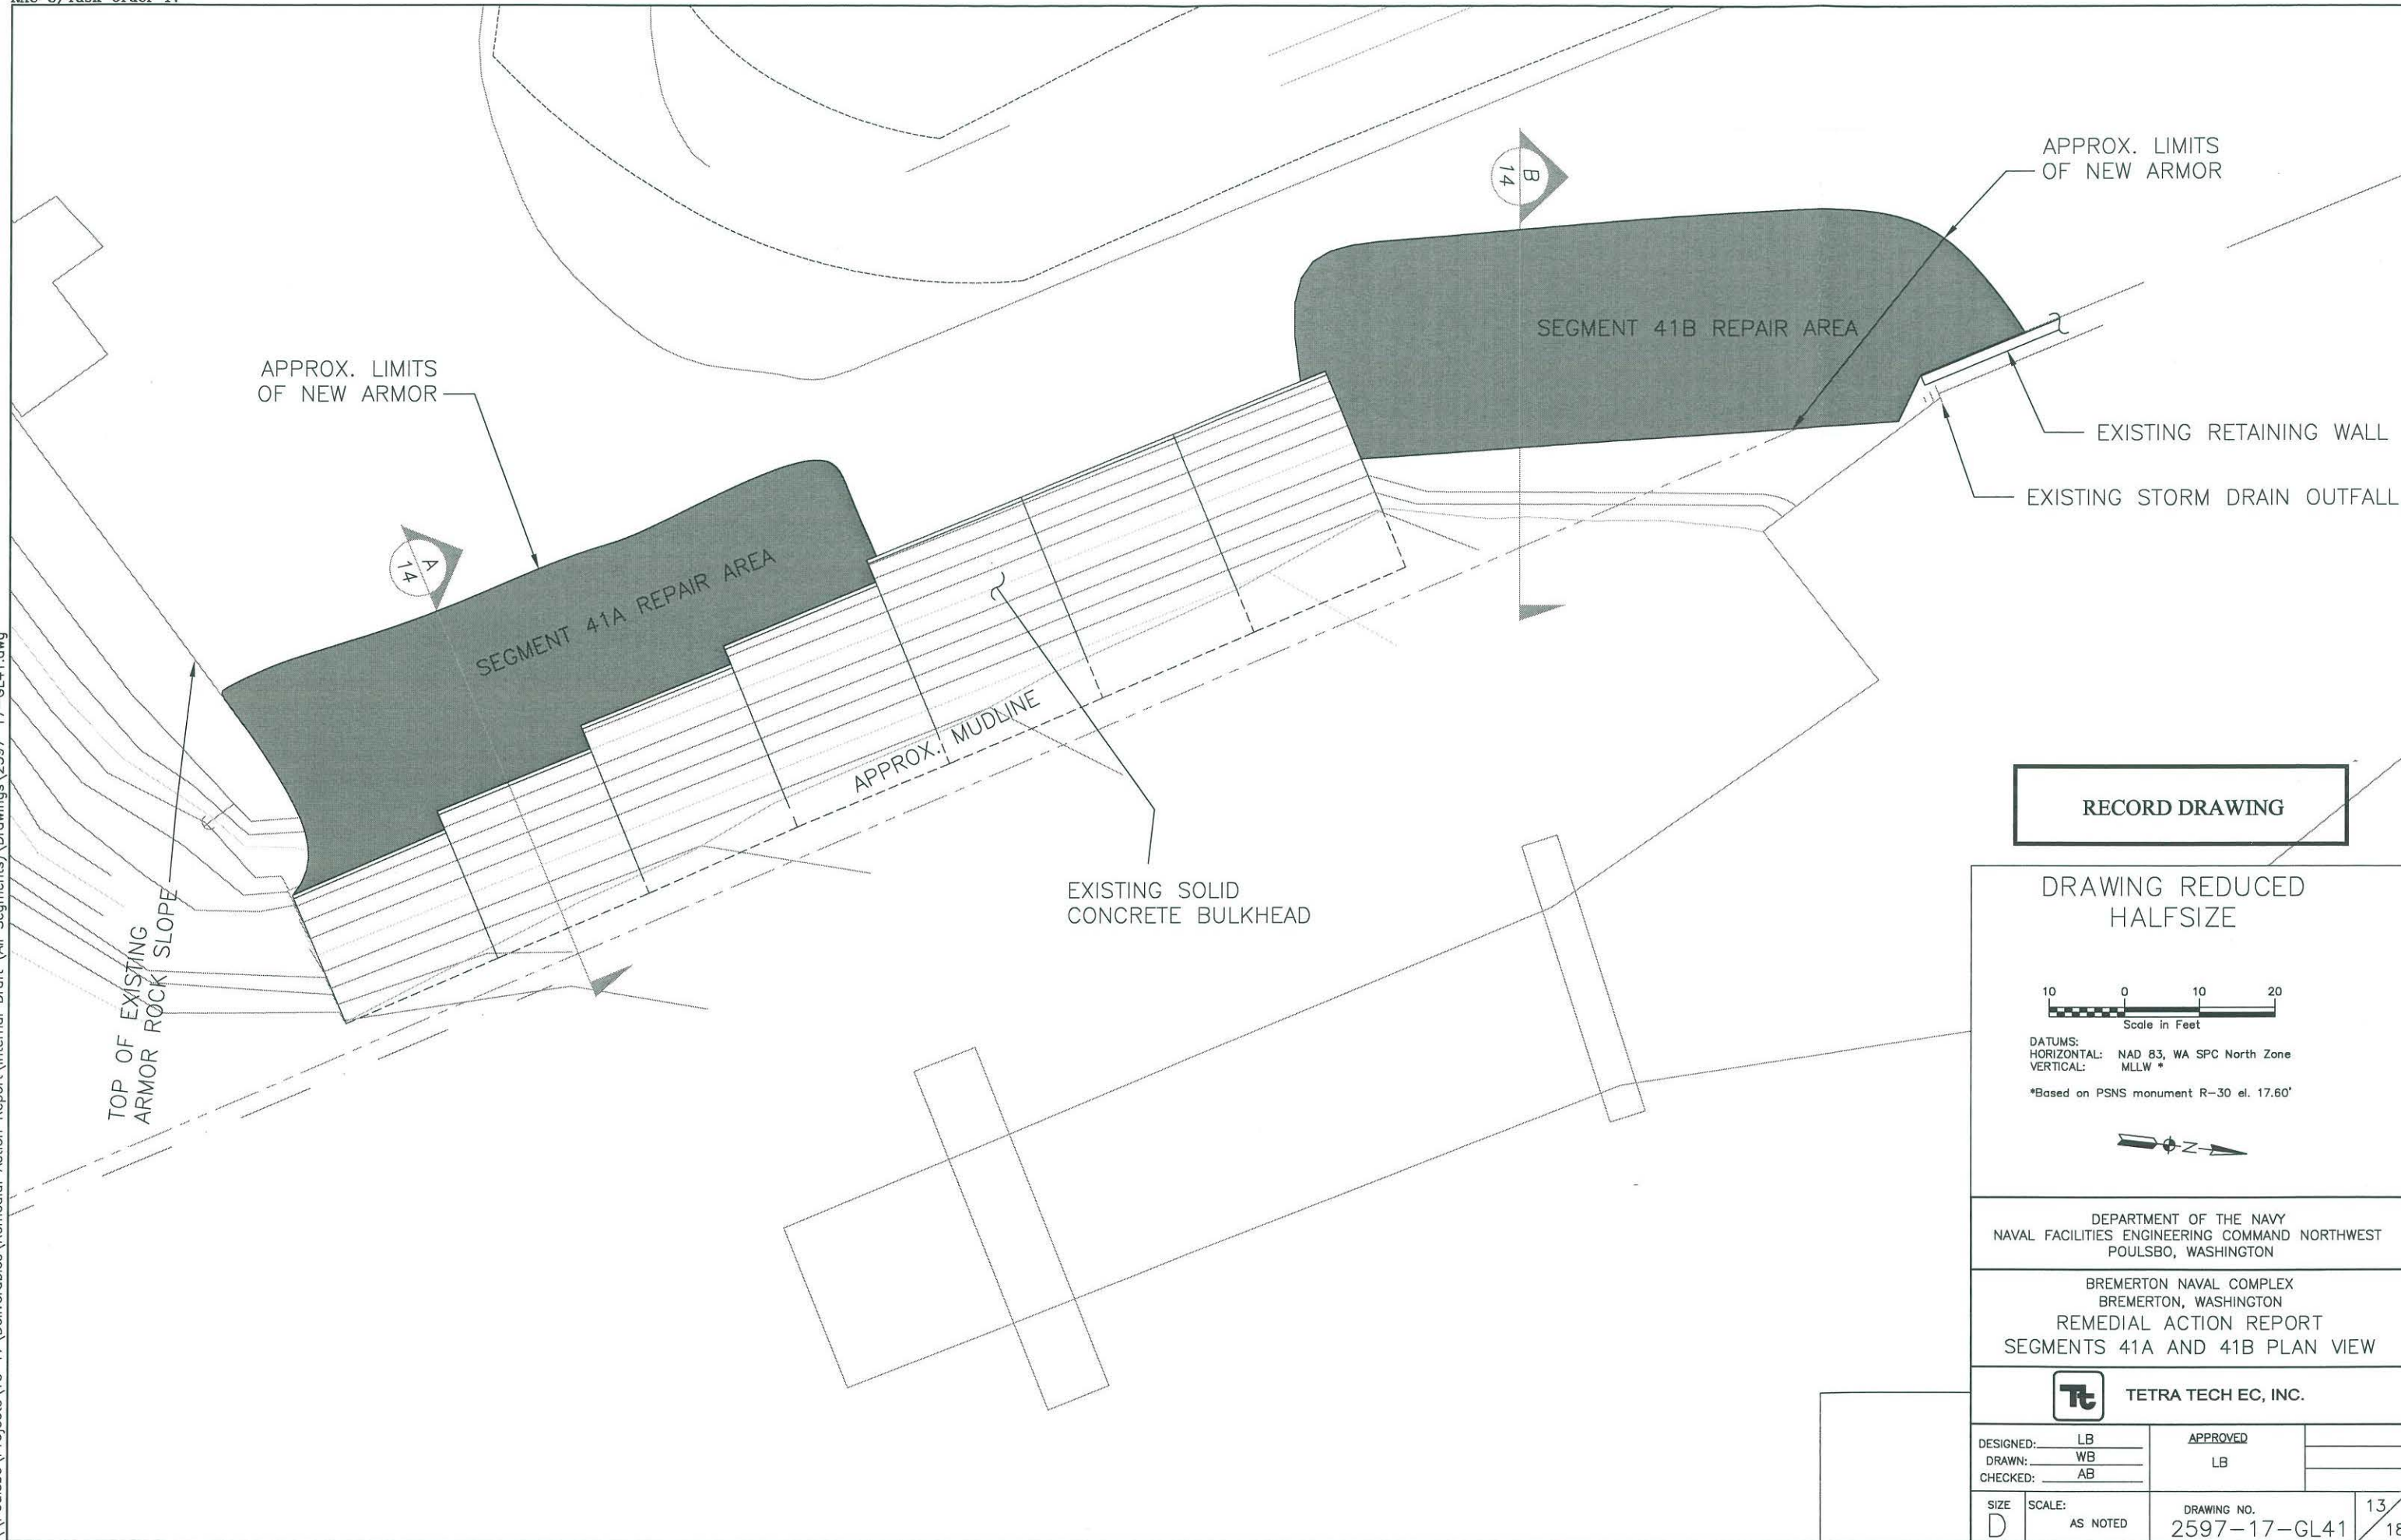 APPROX. LIMITS
OF NEW ARMOR
B
14
APPROX. LIMITS
OF NEW ARMOR
SEGMENT 41B REPAIR AREA
EXISTING RETAINING WALL
EXISTING STORM DRAIN OUTFALL
A
14
SEGMENT 41A REPAIR AREA
APPROX. MUDLINE
EXISTING SOLID
CONCRETE BULKHEAD
TOP OF EXISTING
ARMOR ROCK SLOPE
RECORD DRAWING
DRAWING REDUCED
HALFSIZE
10 0 10 20
Scale in Feet
DATUMS:
HORIZONTAL: NAD 83, WA SPC North Zone
VERTICAL: MLLW *
*Based on PSNS monument R-30 el. 17.60'
N
DEPARTMENT OF THE NAVY
NAVAL FACILITIES ENGINEERING COMMAND NORTHWEST
POULSBO, WASHINGTON
BREMERTON NAVAL COMPLEX
BREMERTON, WASHINGTON
REMEDIAL ACTION REPORT
SEGMENTS 41A AND 41B PLAN VIEW
Tt TETRA TECH EC, INC.
DESIGNED: LB
DRAWN: WB
CHECKED: AB
APPROVED
LB
SIZE
D
SCALE:
AS NOTED
DRAWING NO.
2597-17-GL41
13/18